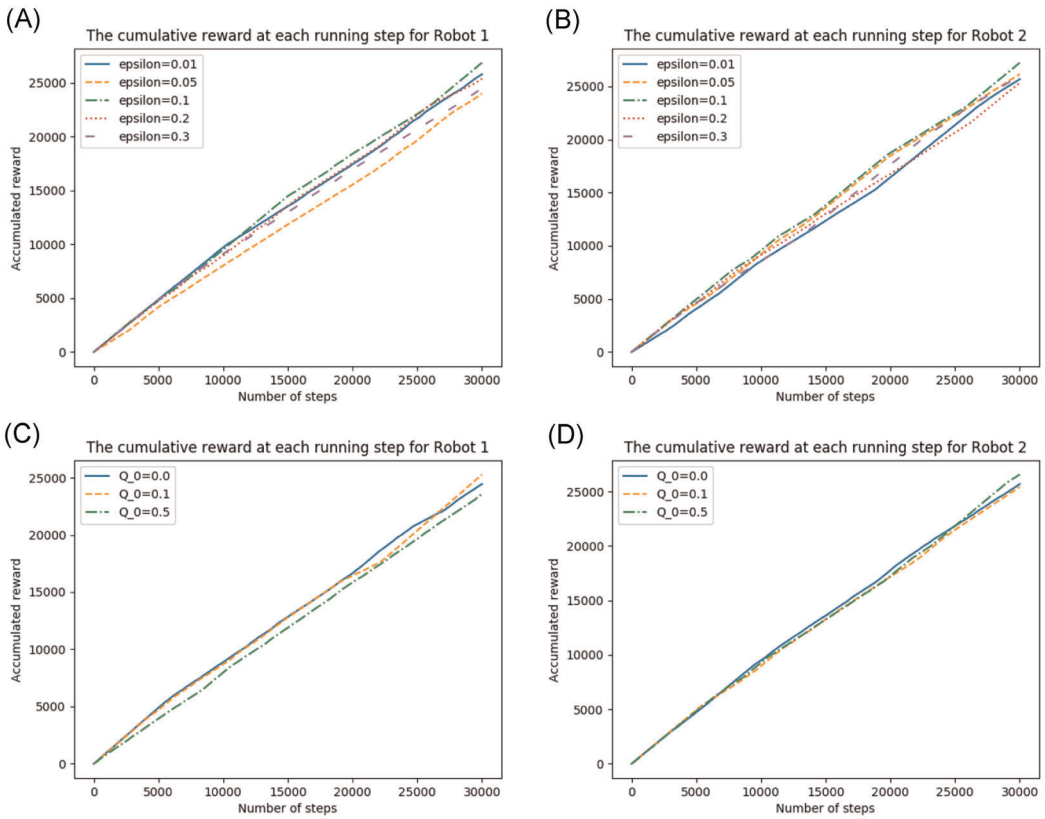 (A)
The cumulative reward at each running step for Robot 1
epsilon=0.01
epsilon=0.05
epsilon=0.1
epsilon=0.2
epsilon=0.3
Accumulated reward
25000
20000
15000
10000
5000
0
0 5000 10000 15000 20000 25000 30000
Number of steps
(B)
The cumulative reward at each running step for Robot 2
epsilon=0.01
epsilon=0.05
epsilon=0.1
epsilon=0.2
epsilon=0.3
Accumulated reward
25000
20000
15000
10000
5000
0
0 5000 10000 15000 20000 25000 30000
Number of steps
(C)
The cumulative reward at each running step for Robot 1
Q_0=0.0
Q_0=0.1
Q_0=0.5
Accumulated reward
25000
20000
15000
10000
5000
0
0 5000 10000 15000 20000 25000 30000
Number of steps
(D)
The cumulative reward at each running step for Robot 2
Q_0=0.0
Q_0=0.1
Q_0=0.5
Accumulated reward
25000
20000
15000
10000
5000
0
0 5000 10000 15000 20000 25000 30000
Number of steps